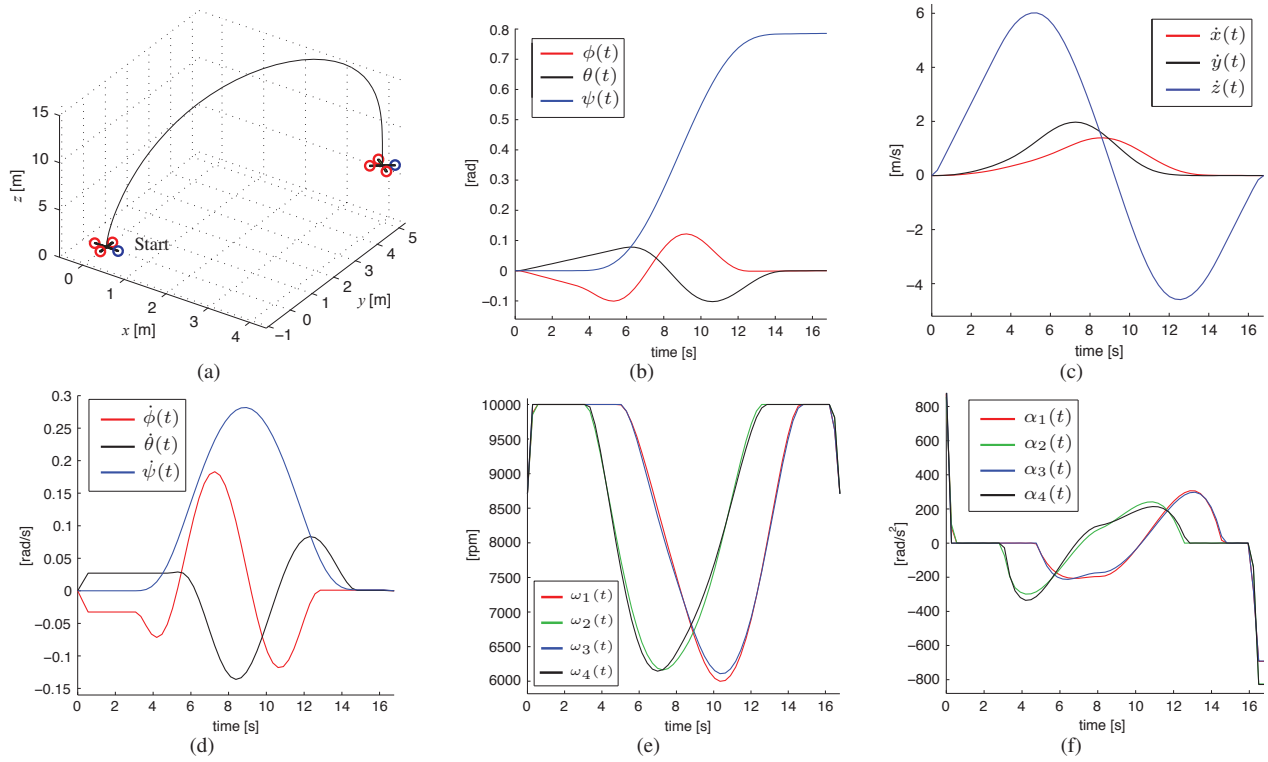 15
10
5
0
z [m]
Start
0
1
2
3
4
x [m]
−1
0
1
2
3
4
5
y [m]
(a)
0.8
0.7
0.6
0.5
0.4
0.3
0.2
0.1
0
−0.1
[rad]
ϕ(t)
θ(t)
ψ(t)
0 2 4 6 8 10 12 14 16
time [s]
(b)
6
4
2
0
−2
−4
[m/s]
ẋ(t)
ẏ(t)
ż(t)
0 2 4 6 8 10 12 14 16
time [s]
(c)
0.3
0.25
0.2
0.15
0.1
0.05
0
−0.05
−0.1
−0.15
[rad/s]
ϕ̇(t)
θ̇(t)
ψ̇(t)
0 2 4 6 8 10 12 14 16
time [s]
(d)
10000
9500
9000
8500
8000
7500
7000
6500
6000
[rpm]
ω₁(t)
ω₂(t)
ω₃(t)
ω₄(t)
0 2 4 6 8 10 12 14 16
time [s]
(e)
800
600
400
200
0
−200
−400
−600
−800
[rad/s²]
α₁(t)
α₂(t)
α₃(t)
α₄(t)
0 2 4 6 8 10 12 14 16
time [s]
(f)